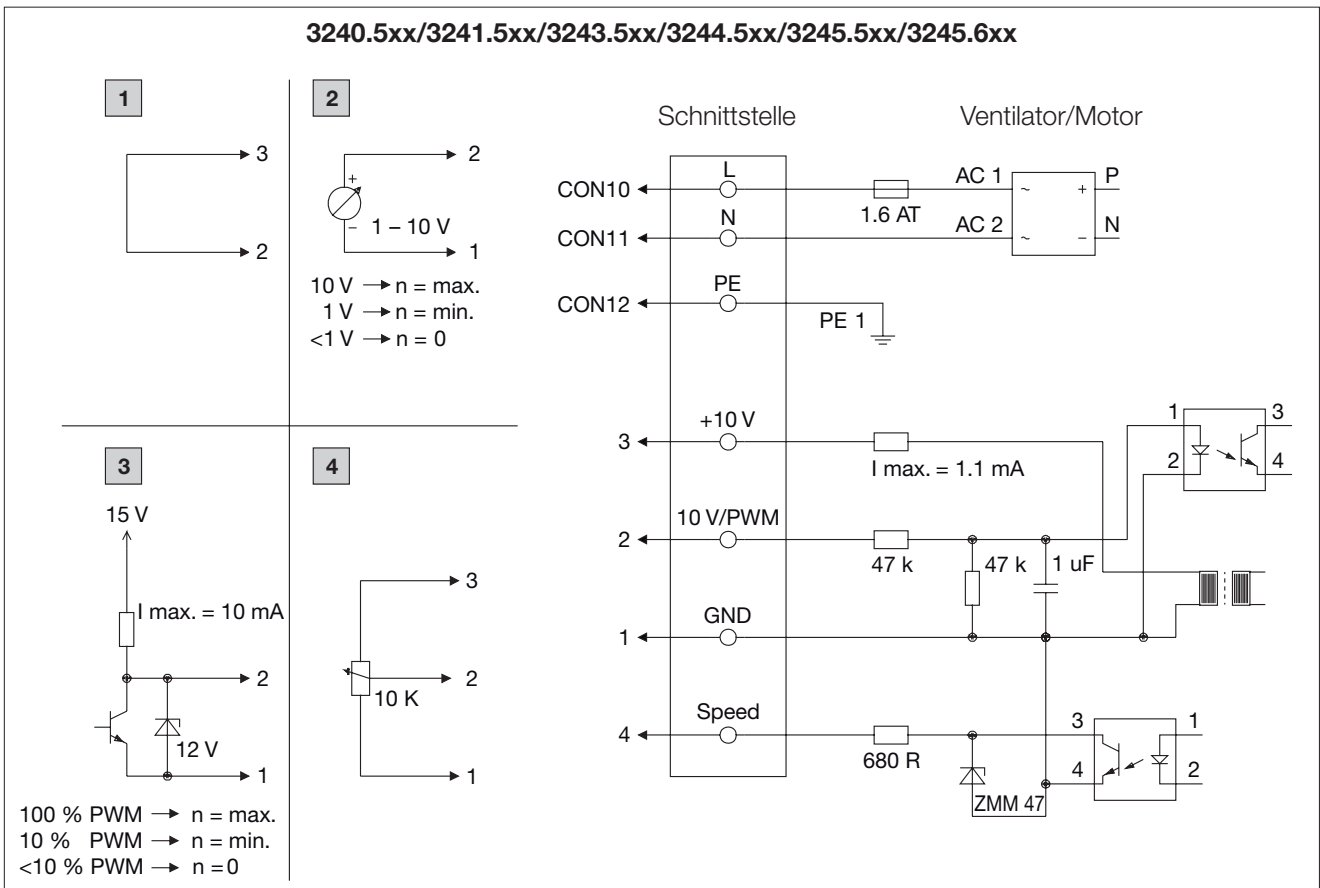 3240.5xx/3241.5xx/3243.5xx/3244.5xx/3245.5xx/3245.6xx
1
3
2
2
2
+
1 – 10 V
–
1
10 V → n = max.
1 V → n = min.
<1 V → n = 0
3
15 V
I max. = 10 mA
2
12 V
1
100 % PWM → n = max.
10 % PWM → n = min.
<10 % PWM → n = 0
4
3
2
10 K
1
Schnittstelle
Ventilator/Motor
CON10
L
1.6 AT
AC 1
~
+
P
CON11
N
AC 2
~
–
N
CON12
PE
PE 1
3
+10 V
I max. = 1.1 mA
1
3
2
4
2
10 V/PWM
47 k
47 k
1 uF
1
GND
4
Speed
680 R
ZMM 47
3
1
4
2